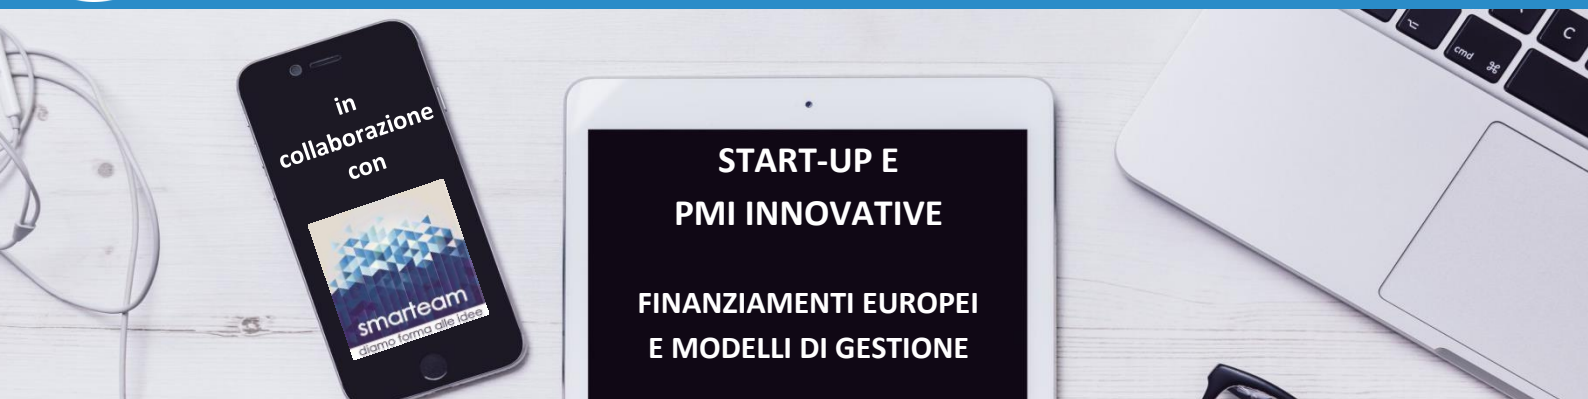 in
collaborazione
con
smarteam
diamo forma alle idee
START-UP E
PMI INNOVATIVE
FINANZIAMENTI EUROPEI
E MODELLI DI GESTIONE
cmd ⌘
C